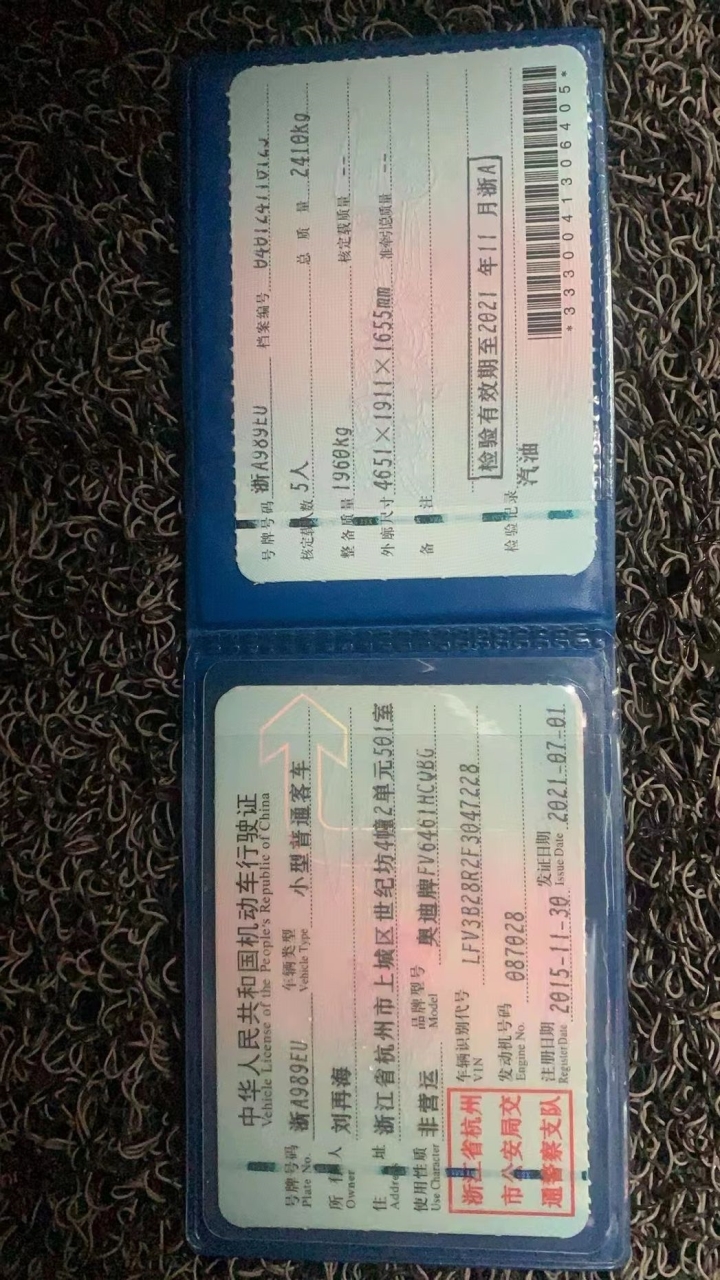 中华人民共和国机动车行驶证
Vehicle License of the People's Republic of China
号牌号码 浙A989EU 车辆类型 小型普通客车
Plate No. Vehicle Type
所有人 刘再海
Owner
住址 浙江省杭州市上城区世纪坊4幢2单元501室
Address
使用性质 非营运 品牌型号 奥迪牌FV6461HCQBG
Use Character Model
浙江省杭州
市公安局交
通警察支队
车辆识别代号 LFV3B28R2F3047228
VIN
发动机号码 087028
Engine No.
注册日期 2015-11-30 发证日期 2021-07-01
Register Date Issue Date
号牌号码 浙A989EU 档案编号
核定载人数 5人 总质量 2410kg
整备质量 1960kg 核定载质量 --
外廓尺寸 4651×1911×1655mm 准牵引总质量 --
备注
检验有效期至2021年11月浙A
检验记录
汽油
*3330041306405*